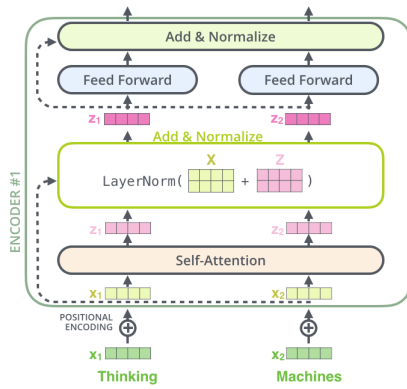 Add & Normalize
Feed Forward Feed Forward
z1 z2
Add & Normalize
X Z
LayerNorm( + )
ENCODER #1
z1 z2
Self-Attention
x1 x2
POSITIONAL
ENCODING
x1 x2
Thinking Machines